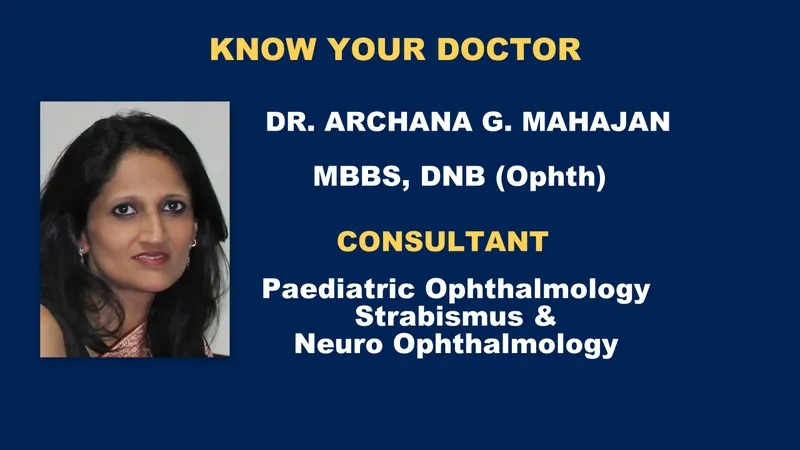 KNOW YOUR DOCTOR
DR. ARCHANA G. MAHAJAN
MBBS, DNB (Ophth)
CONSULTANT
Paediatric Ophthalmology
Strabismus &
Neuro Ophthalmology